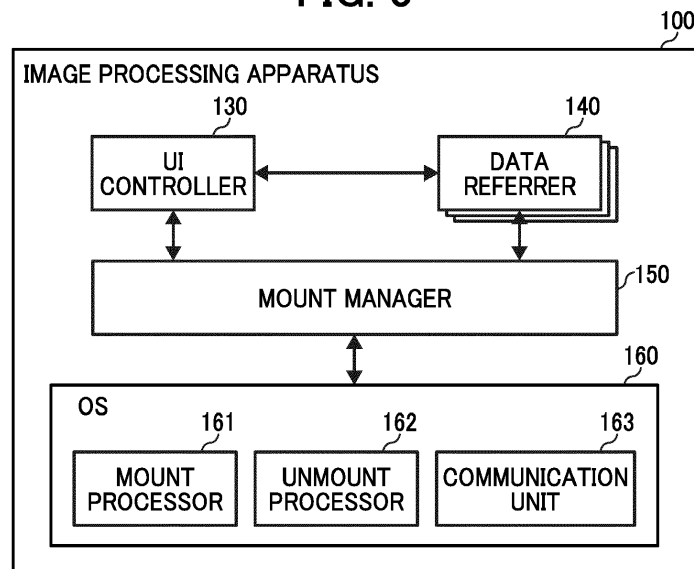 100
IMAGE PROCESSING APPARATUS
130
140
UI
CONTROLLER
DATA
REFERRER
MOUNT MANAGER
150
160
OS
161
162
163
MOUNT
PROCESSOR
UNMOUNT
PROCESSOR
COMMUNICATION
UNIT